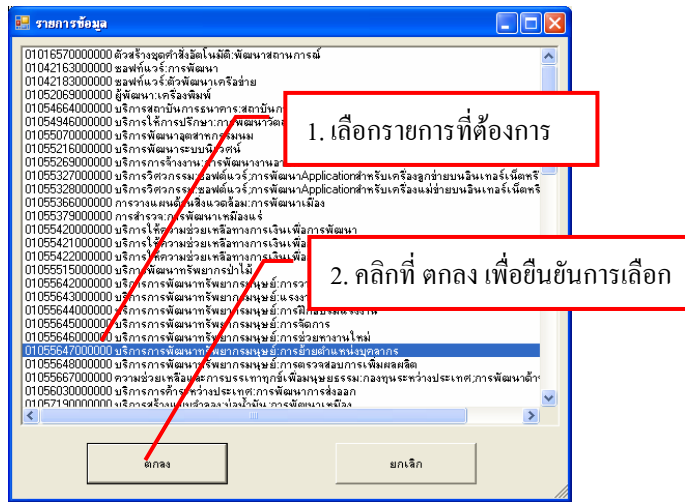 รายการข้อมูล
01016570000000 ตัวสร้างชุดคำสั่งอัตโนมัติ:พัฒนาสถานการณ์
01042163000000 ซอฟท์แวร์:การพัฒนา
01042183000000 ซอฟท์แวร์:ตัวพัฒนาเครือข่าย
01052069000000 ผู้พัฒนา:เครื่องพิมพ์
01054664000000 บริการสถาบันการธนาคาร:สถาบัน
01054946000000 บริการให้การปรึกษา:การพัฒนา
01055070000000 บริการพัฒนาอุตสาหกรรมนม
01055216000000 บริการพัฒนาระบบนิเวศน์
01055269000000 บริการการจ้างงาน:การพัฒนางาน
01055327000000 บริการวิศวกรรม:ซอฟต์แวร์;การพัฒนาApplicationสำหรับเครื่องลูกข่ายบนอินเทอร์เน็ตหรื
01055328000000 บริการวิศวกรรม:ซอฟต์แวร์;การพัฒนาApplicationสำหรับเครื่องแม่ข่ายบนอินเทอร์เน็ตหรื
01055366000000 การวางแผนด้านสิ่งแวดล้อม:การพัฒนาเมือง
01055379000000 การสำรวจ:การพัฒนาเหมืองแร่
01055420000000 บริการให้ความช่วยเหลือทางการเงินเพื่อการพัฒนา
01055421000000 บริการให้ความช่วยเหลือทางการเงินเพื่อ
01055422000000 บริการให้ความช่วยเหลือทางการเงินเพื่อ
01055515000000 บริการพัฒนาทรัพยากรป่าไม้
01055642000000 บริการการพัฒนาทรัพยากรมนุษย์:การ
01055643000000 บริการการพัฒนาทรัพยากรมนุษย์:แรงงา
01055644000000 บริการการพัฒนาทรัพยากรมนุษย์:การฝึกอบรมแรงงาน
01055645000000 บริการการพัฒนาทรัพยากรมนุษย์:การจัดการ
01055646000000 บริการการพัฒนาทรัพยากรมนุษย์:การช่วยหางานใหม่
01055647000000 บริการการพัฒนาทรัพยากรมนุษย์:การย้ายตำแหน่งบุคลากร
01055648000000 บริการการพัฒนาทรัพยากรมนุษย์:การตรวจสอบการเพิ่มผลผลิต
01055667000000 ความช่วยเหลือและการบรรเทาทุกข์เพื่อมนุษยธรรม:กองทุนระหว่างประเทศ;การพัฒนาด้า
01056030000000 บริการการค้าระหว่างประเทศ:การพัฒนาการส่งออก
01057190000000 บริการสร้างแบบจำลอง:บ่อน้ำมัน;การพัฒนาเหมือง
1. เลือกรายการที่ต้องการ
2. คลิกที่ ตกลง เพื่อยืนยันการเลือก
ตกลง
ยกเลิก